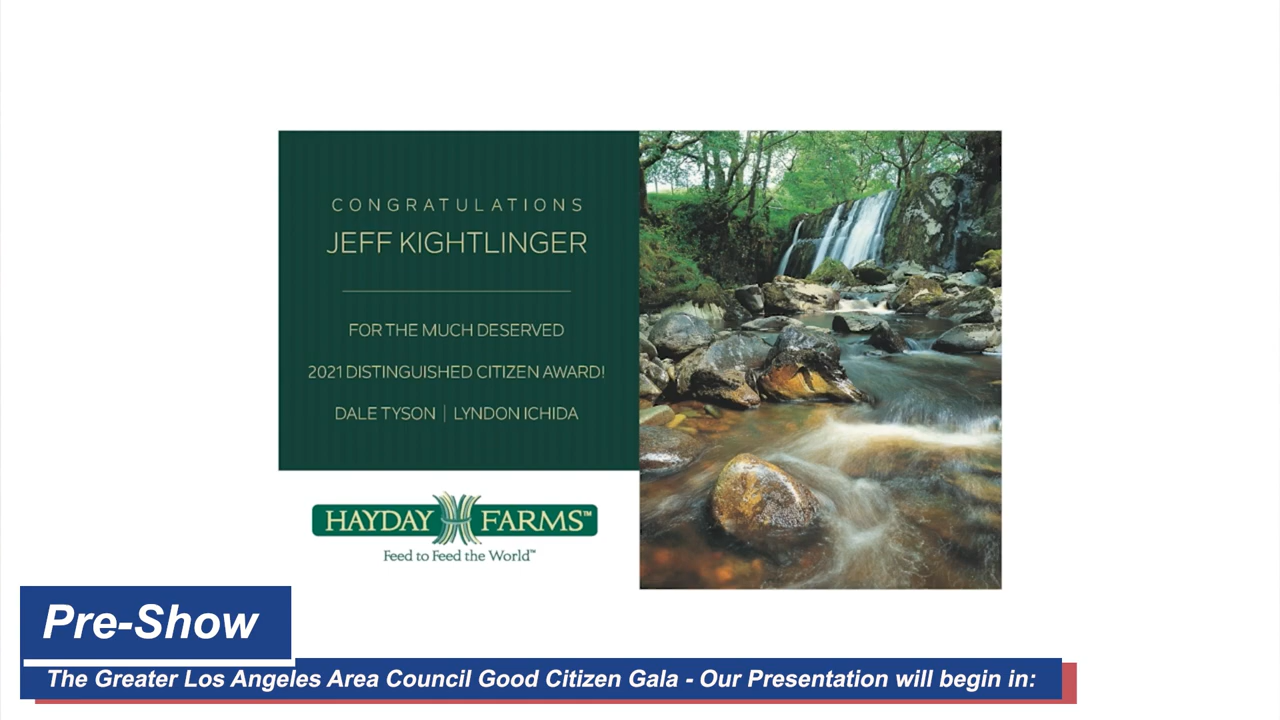 CONGRATULATIONS
JEFF KIGHTLINGER
FOR THE MUCH DESERVED
2021 DISTINGUISHED CITIZEN AWARD!
DALE TYSON | LYNDON ICHIDA
HAYDAY FARMS™
Feed to Feed the World™
Pre-Show
The Greater Los Angeles Area Council Good Citizen Gala - Our Presentation will begin in: